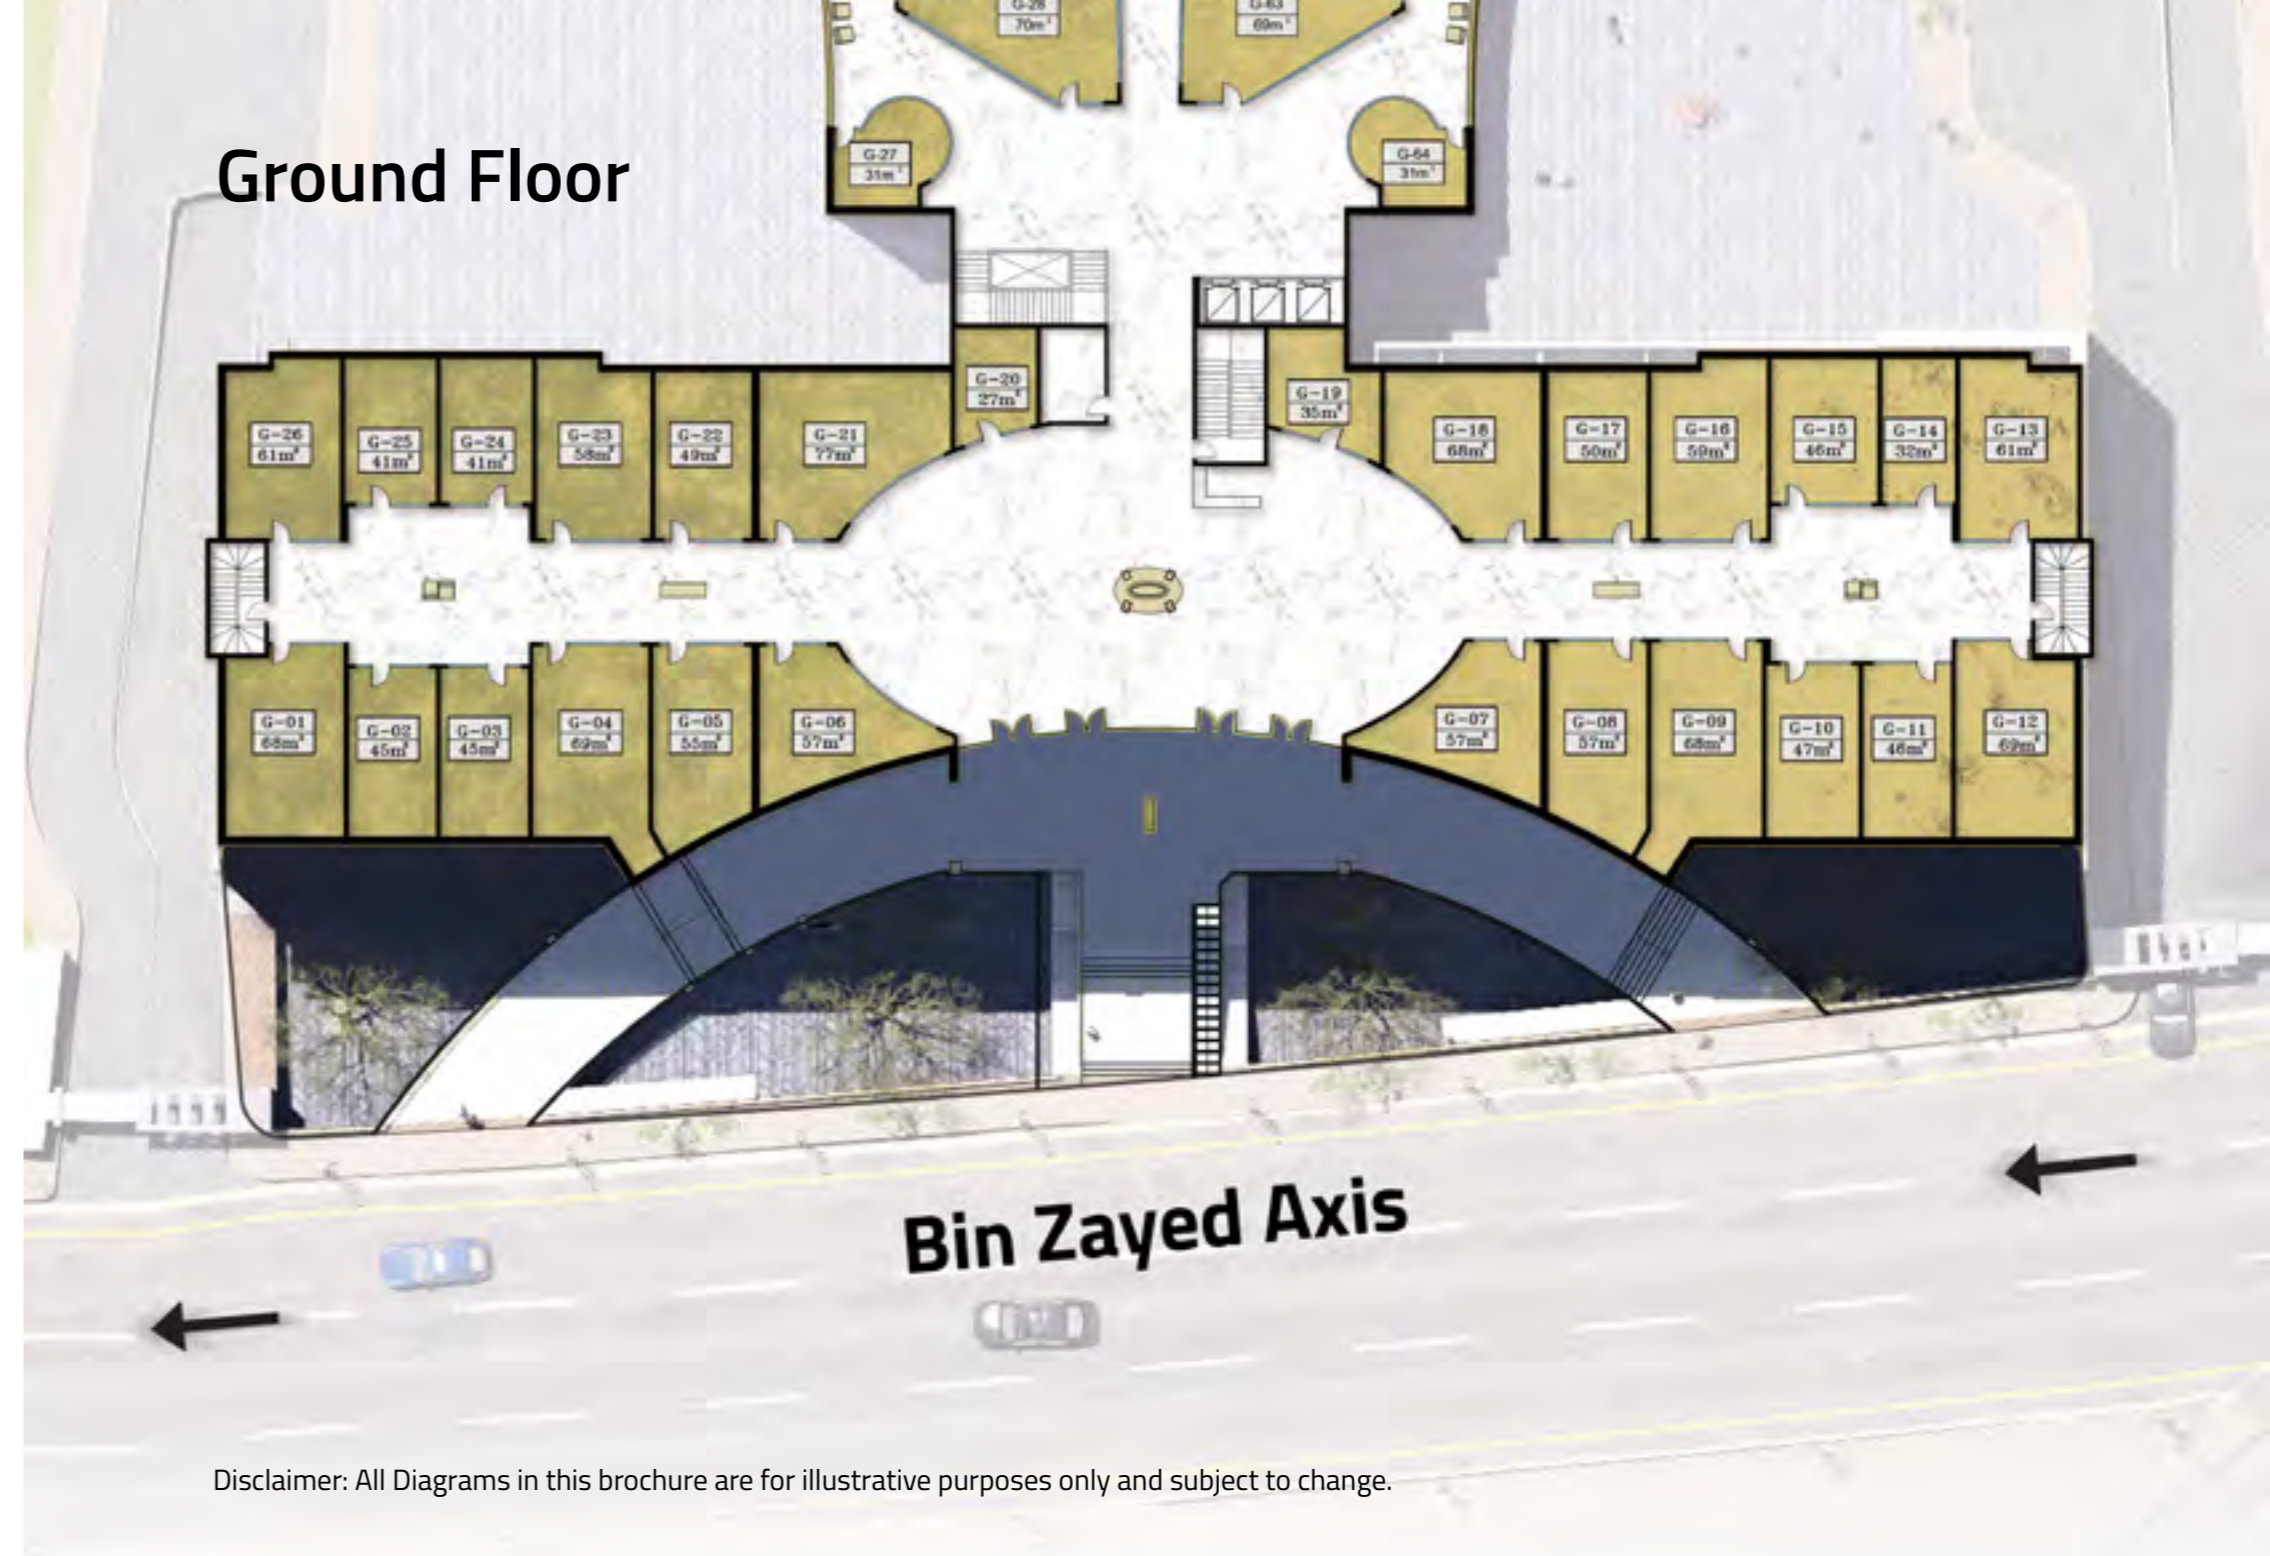 G-28
70m²
G-63
69m²
Ground Floor
G-27
31m²
G-64
31m²
G-20
27m²
G-19
35m²
G-26
61m²
G-25
41m²
G-24
41m²
G-23
58m²
G-22
49m²
G-21
77m²
G-18
68m²
G-17
50m²
G-16
59m²
G-15
46m²
G-14
32m²
G-13
61m²
G-01
68m²
G-02
45m²
G-03
45m²
G-04
69m²
G-05
55m²
G-06
57m²
G-07
57m²
G-08
57m²
G-09
68m²
G-10
47m²
G-11
46m²
G-12
69m²
Bin Zayed Axis
Disclaimer: All Diagrams in this brochure are for illustrative purposes only and subject to change.